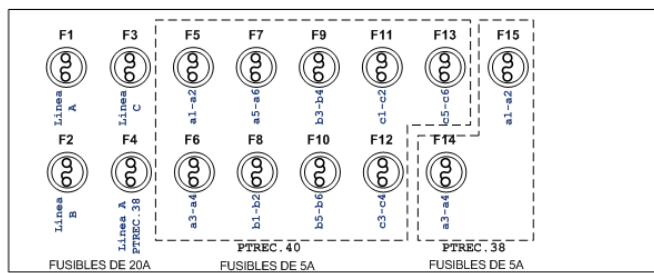 F1 F3 F5 F7 F9 F11 F13 F15
Linea A
Linea C
a1-a2
a5-a6
b3-b4
c1-c2
c5-c6
a1-a2
F2 F4 F6 F8 F10 F12 F14
Linea B
Linea A PTREC.38
a3-a4
b1-b2
b5-b6
c3-c4
a3-a4
PTREC.40 PTREC.38
FUSIBLES DE 20A FUSIBLES DE 5A FUSIBLES DE 5A